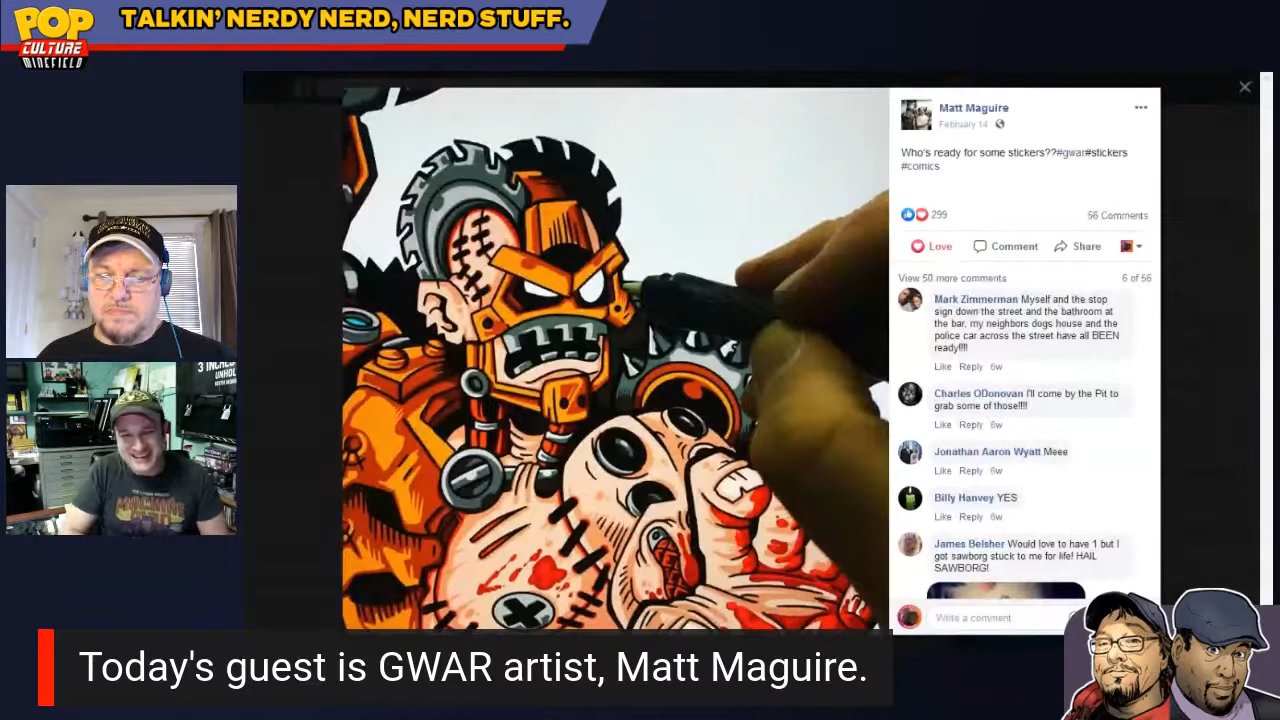 POP
CULTURE
MINEFIELD
TALKIN' NERDY NERD, NERD STUFF.
3 INCHES
UNHOL
Matt Maguire
February 14
Who's ready for some stickers??#gwar#stickers
#comics
299
56 Comments
Love
Comment
Share
View 50 more comments
6 of 56
Mark Zimmerman Myself and the stop
sign down the street and the bathroom at
the bar, my neighbors dogs house and the
police car across the street have all BEEN
ready!!!!
Like Reply 6w
Charles ODonovan I'll come by the Pit to
grab some of those!!!!
Like Reply 6w
Jonathan Aaron Wyatt Meee
Like Reply 6w
Billy Hanvey YES
Like Reply 6w
James Belsher Would love to have 1 but I
got sawborg stuck to me for life! HAIL
SAWBORG!
Write a comment
Today's guest is GWAR artist, Matt Maguire.